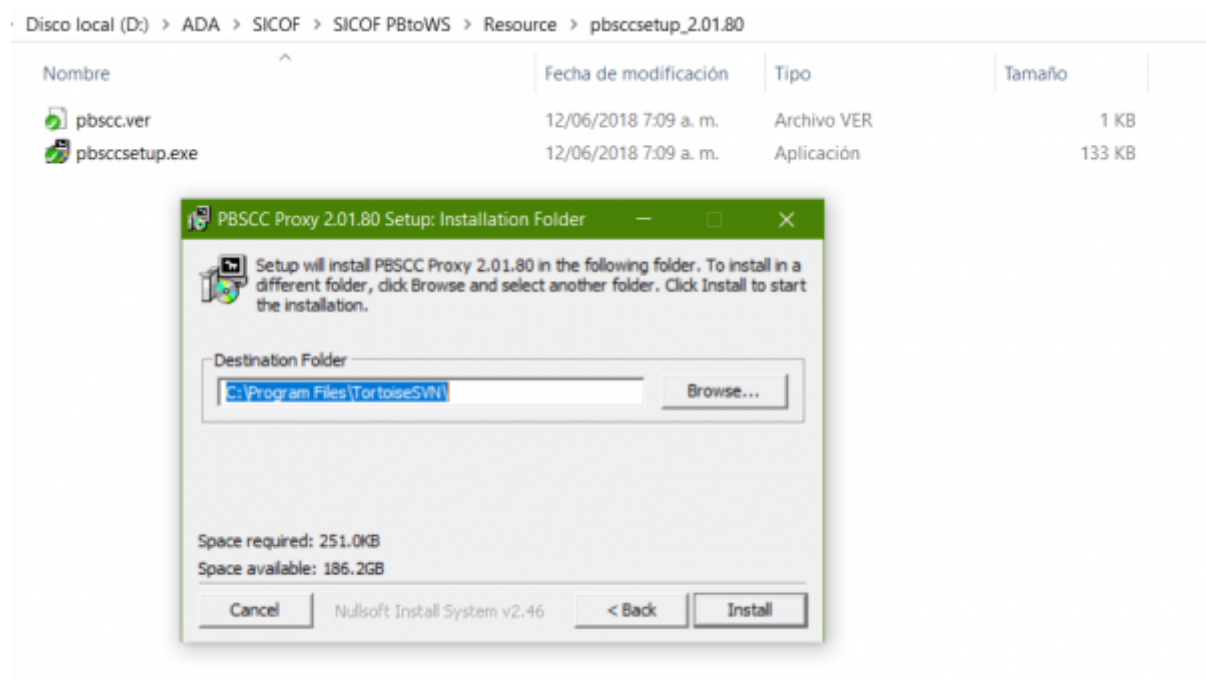 Disco local (D:) > ADA > SICOF > SICOF PBtoWS > Resource > pbsccsetup_2.01.80
Nombre Fecha de modificación Tipo Tamaño
pbscc.ver 12/06/2018 7:09 a. m. Archivo VER 1 KB
pbsccsetup.exe 12/06/2018 7:09 a. m. Aplicación 133 KB
PBSCC Proxy 2.01.80 Setup: Installation Folder
Setup will install PBSCC Proxy 2.01.80 in the following folder. To install in a
different folder, click Browse and select another folder. Click Install to start
the installation.
Destination Folder
C:\Program Files\TortoiseSVN\
Browse...
Space required: 251.0KB
Space available: 186.2GB
Cancel Nullsoft Install System v2.46 < Back Install